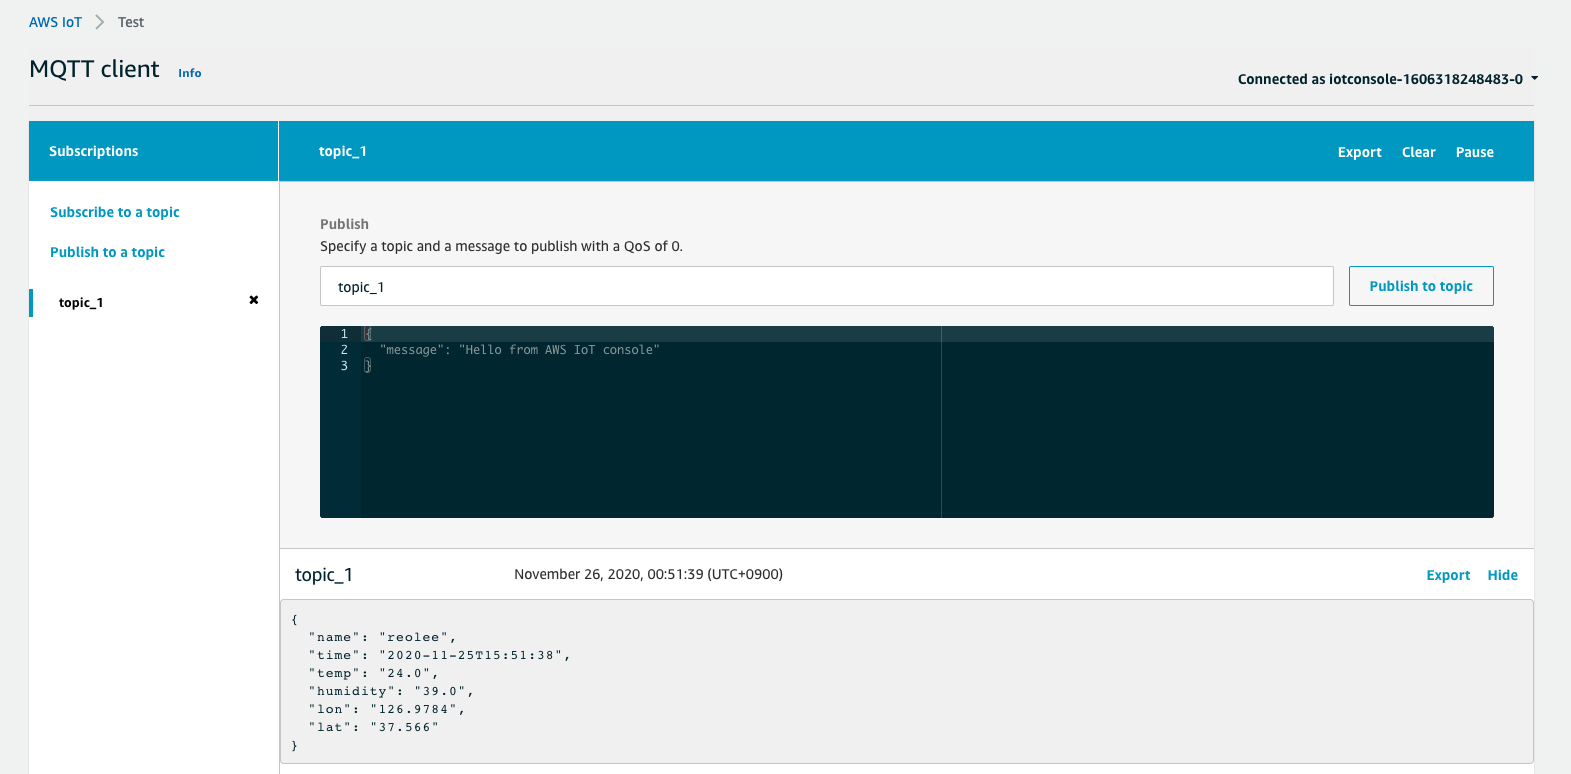 AWS IoT > Test
MQTT client Info
Connected as iotconsole-1606318248483-0
Subscriptions
Subscribe to a topic
Publish to a topic
topic_1 ✖
topic_1
Export Clear Pause
Publish
Specify a topic and a message to publish with a QoS of 0.
topic_1
Publish to topic
1 {
2 "message": "Hello from AWS IoT console"
3 }
topic_1 November 26, 2020, 00:51:39 (UTC+0900) Export Hide
{
"name": "reolee",
"time": "2020-11-25T15:51:38",
"temp": "24.0",
"humidity": "39.0",
"lon": "126.9784",
"lat": "37.566"
}